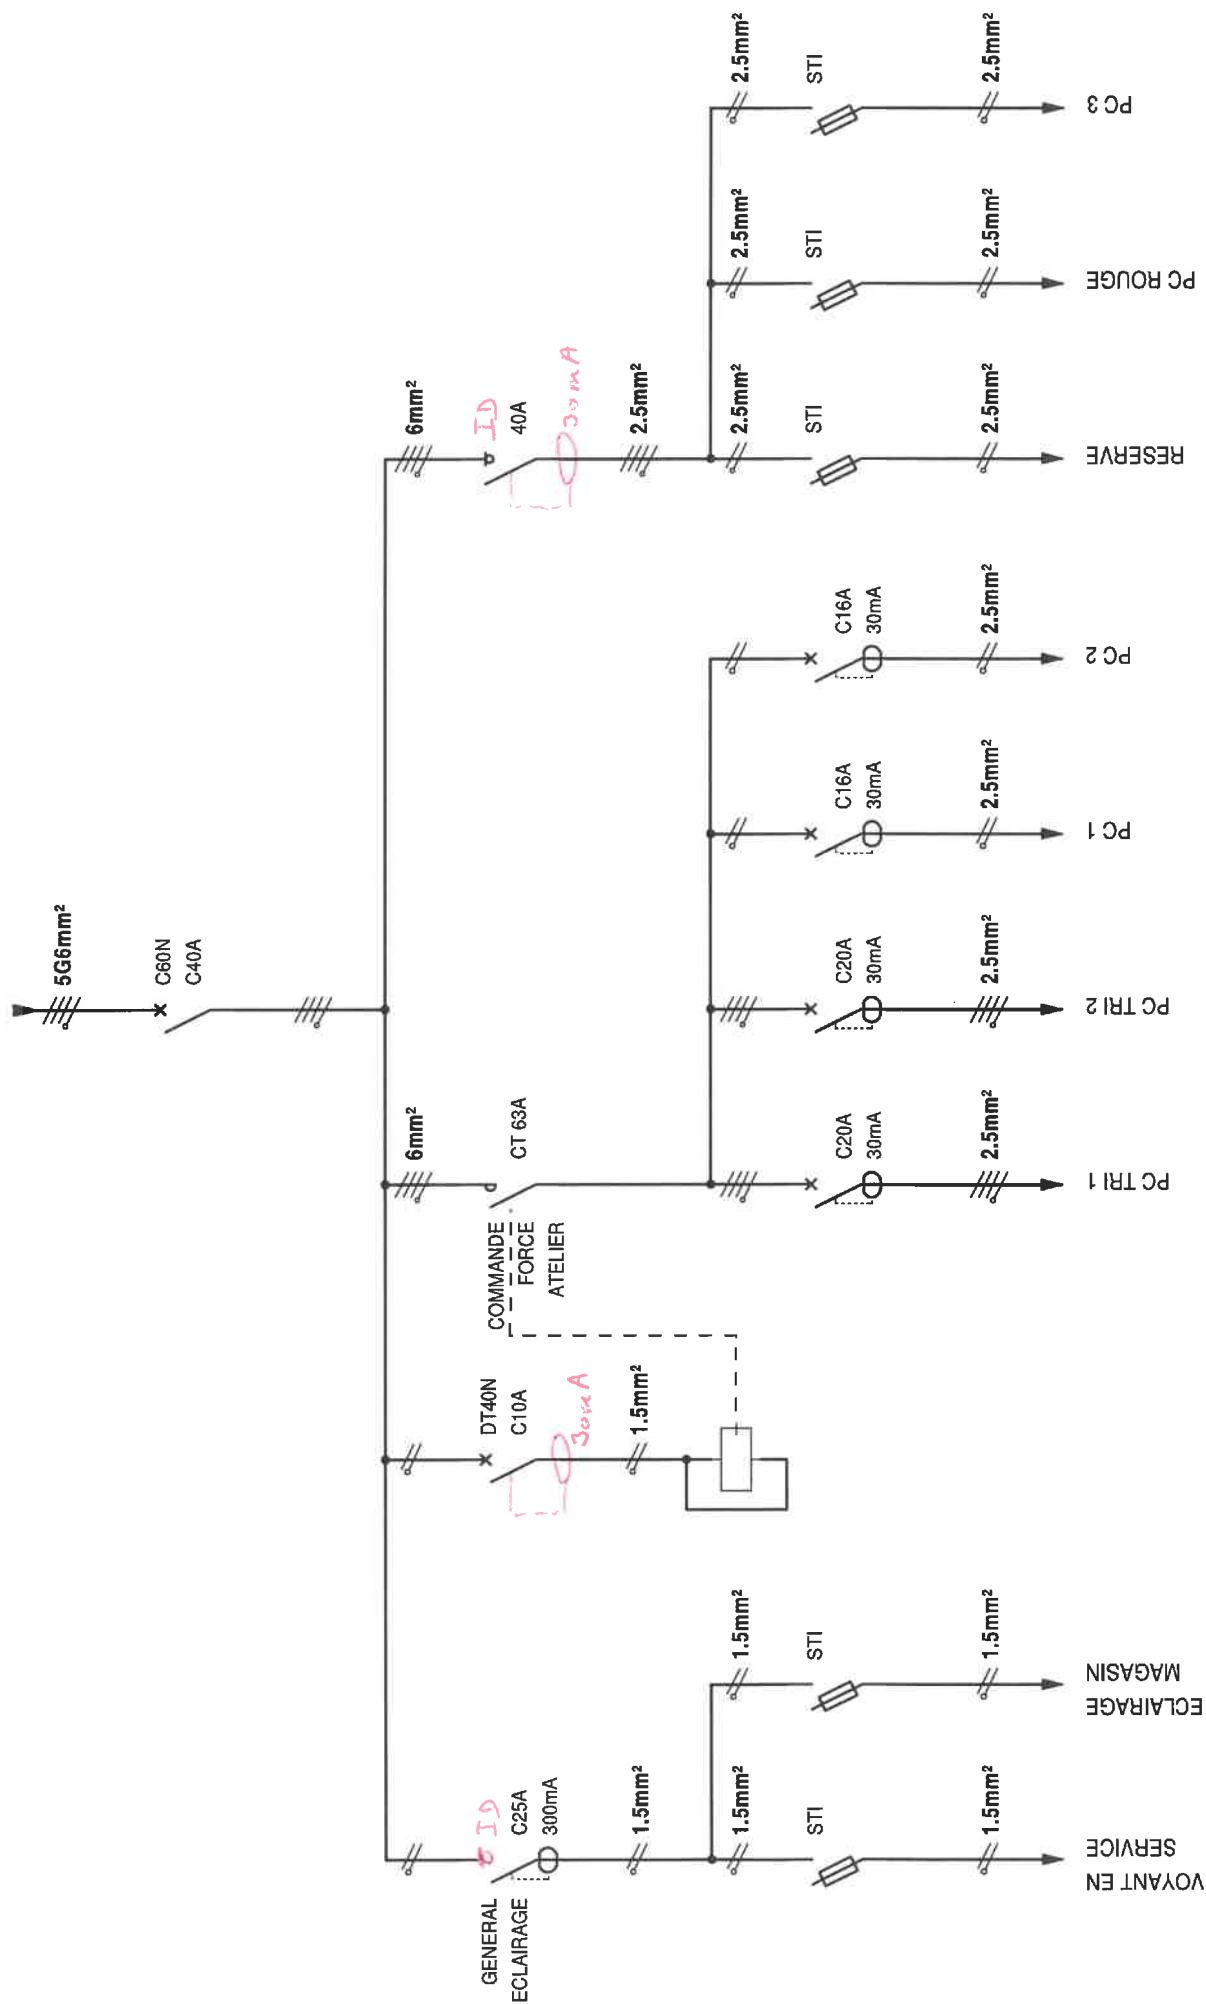 5G6mm²
C60N
C40A
6mm²
ID
40A
30mA
2.5mm²
2.5mm²
STI
2.5mm²
RESERVE
2.5mm²
STI
2.5mm²
PC ROUGE
2.5mm²
STI
2.5mm²
PC 3
6mm²
CT 63A
COMMANDE
FORCE
ATELIER
C20A
30mA
2.5mm²
PC TRI 1
C20A
30mA
2.5mm²
PC TRI 2
C16A
30mA
2.5mm²
PC 1
C16A
30mA
2.5mm²
PC 2
DT40N
C10A
30mA
1.5mm²
ID
C25A
300mA
GENERAL
ECLAIRAGE
1.5mm²
1.5mm²
STI
1.5mm²
VOYANT EN
SERVICE
1.5mm²
STI
1.5mm²
ECLAIRAGE
MAGASIN